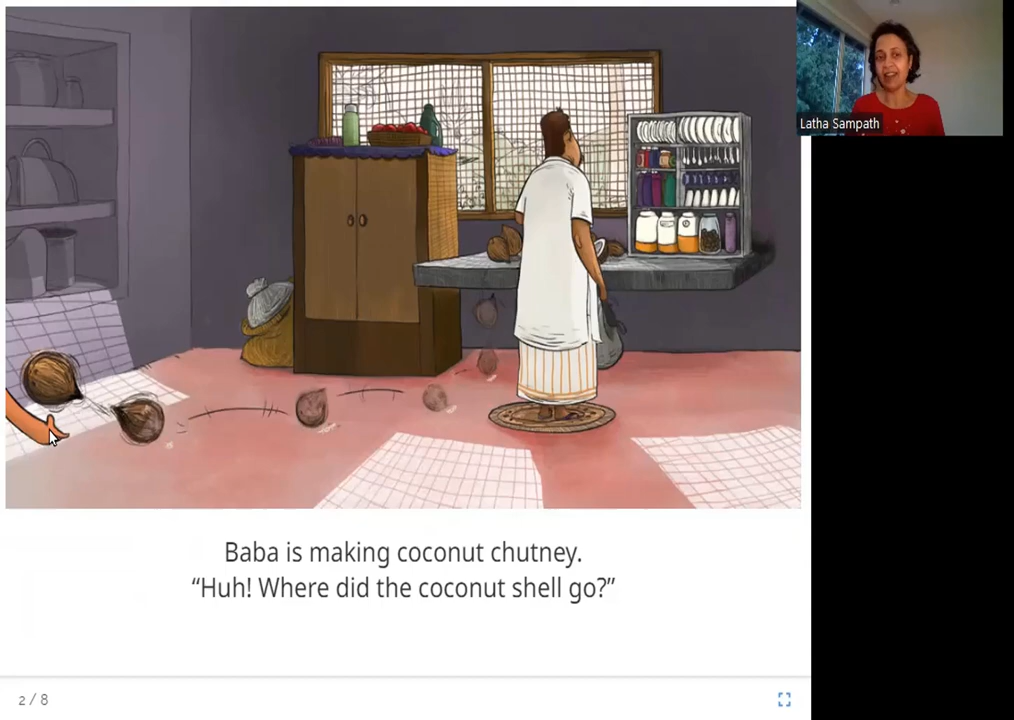 Latha Sampath
Baba is making coconut chutney.
“Huh! Where did the coconut shell go?”
2 / 8